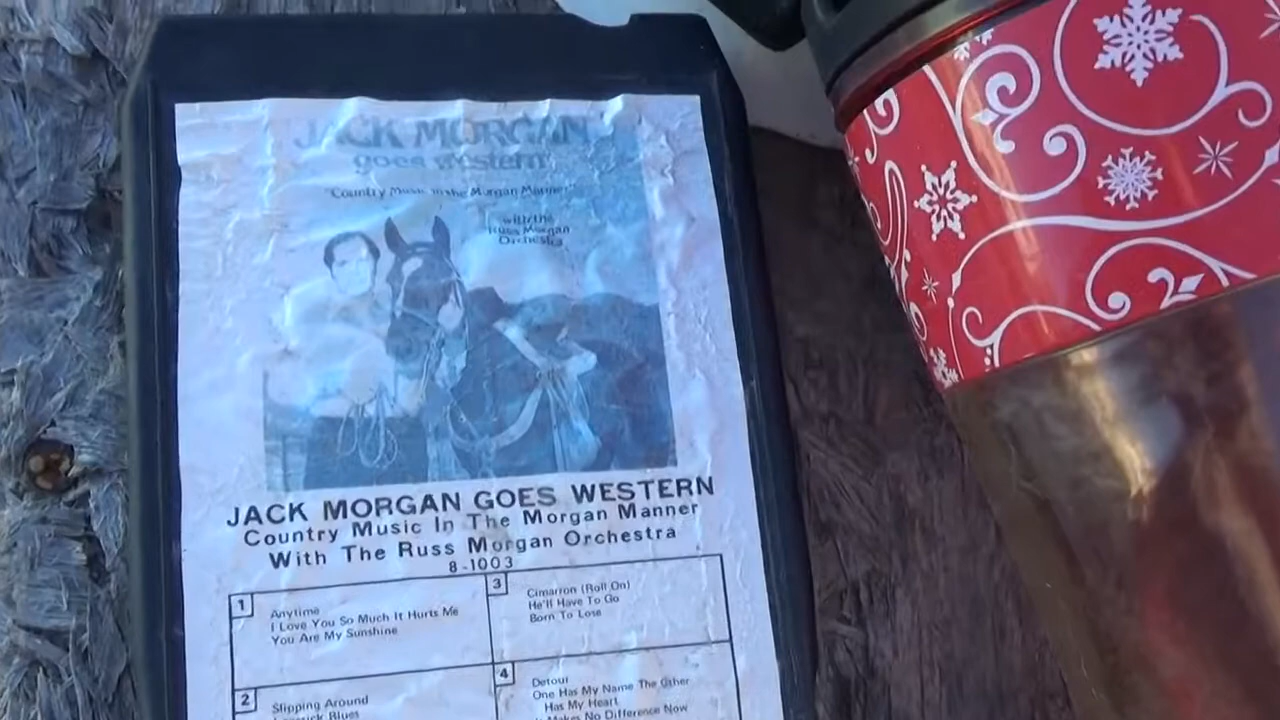 JACK MORGAN
goes western
"Country Music in the Morgan Manner"
with the
Russ Morgan
Orchestra
JACK MORGAN GOES WESTERN
Country Music In The Morgan Manner
With The Russ Morgan Orchestra
8-1003
1
Anytime
I Love You So Much It Hurts Me
You Are My Sunshine
2
Slipping Around
Blues
3
Cimarron (Roll On)
He'll Have To Go
Born To Lose
4
Detour
One Has My Name The Other
Has My Heart
Makes No Difference Now